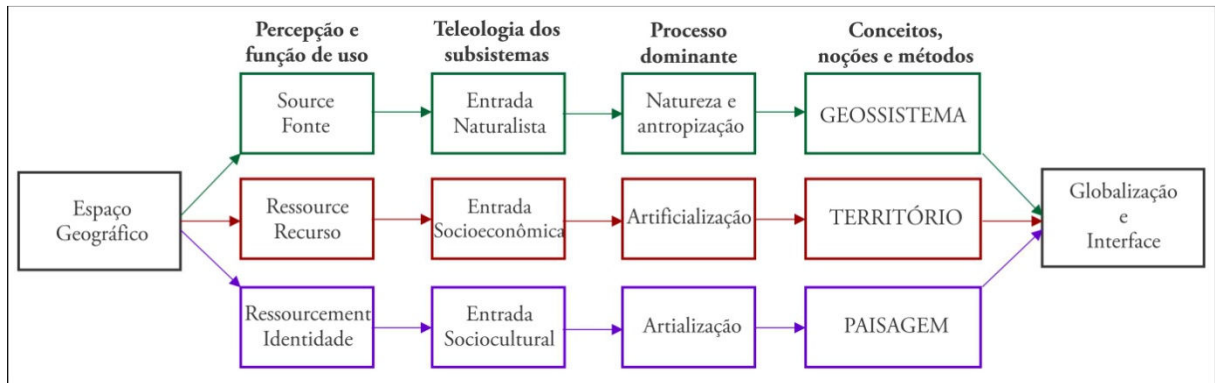 Percepção e
função de uso
Teleologia dos
subsistemas
Processo
dominante
Conceitos,
noções e métodos
Espaço
Geográfico
Source
Fonte
Entrada
Naturalista
Natureza e
antropização
GEOSSISTEMA
Ressource
Recurso
Entrada
Socioeconômica
Artificialização
TERRITÓRIO
Ressourcement
Identidade
Entrada
Sociocultural
Artialização
PAISAGEM
Globalização
e
Interface